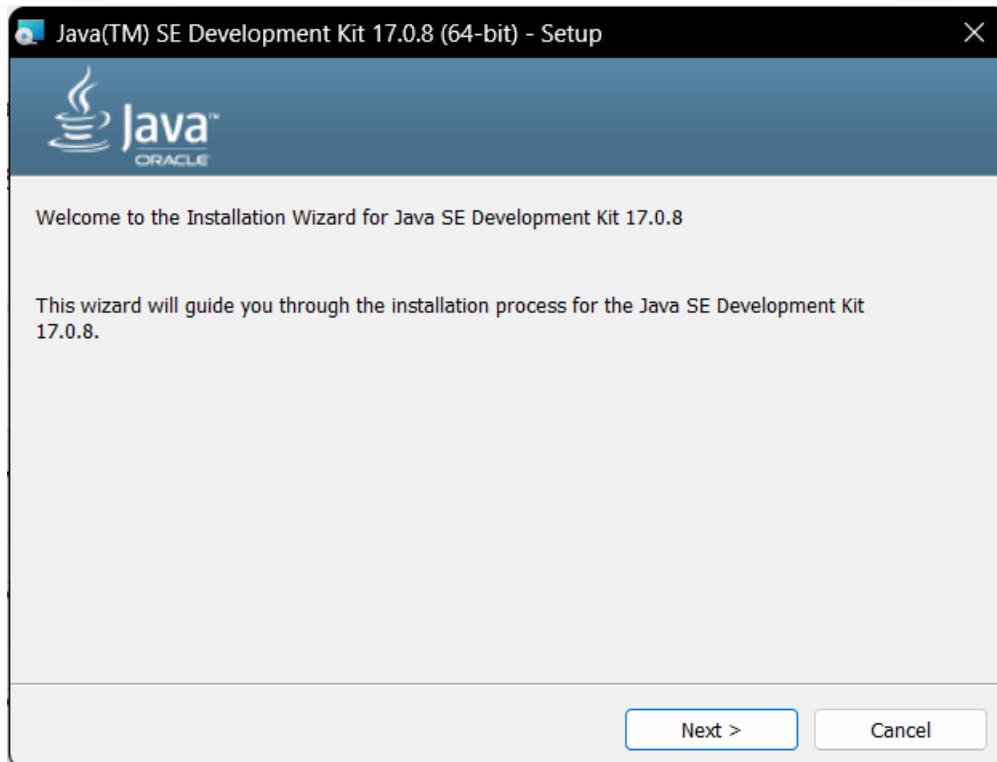 Java(TM) SE Development Kit 17.0.8 (64-bit) - Setup
Java™
ORACLE
Welcome to the Installation Wizard for Java SE Development Kit 17.0.8
This wizard will guide you through the installation process for the Java SE Development Kit
17.0.8.
Next >
Cancel